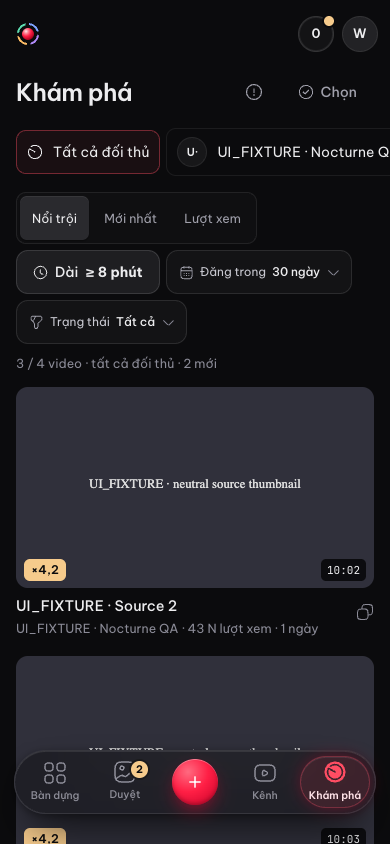 0 W
Khám phá
Chọn
Tất cả đối thủ
U· UI_FIXTURE · Nocturne Q
Nổi trội Mới nhất Lượt xem
Dài ≥ 8 phút Đăng trong 30 ngày
Trạng thái Tất cả
3 / 4 video · tất cả đối thủ · 2 mới
UI_FIXTURE · neutral source thumbnail
×4,2 10:02
UI_FIXTURE · Source 2
UI_FIXTURE · Nocturne QA · 43 N lượt xem · 1 ngày
2
Bàn dựng Duyệt Kênh Khám phá
×4,2 10:03